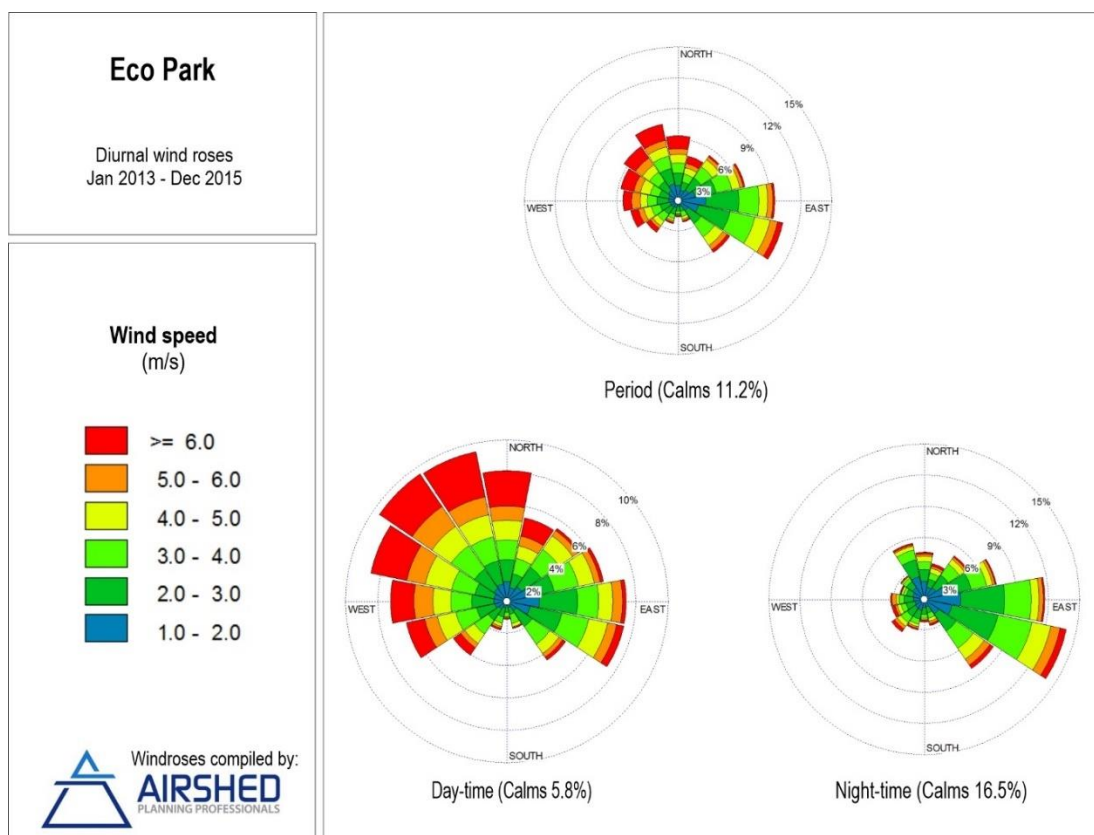 Eco Park
Diurnal wind roses
Jan 2013 - Dec 2015
Wind speed
(m/s)
>= 6.0
5.0 - 6.0
4.0 - 5.0
3.0 - 4.0
2.0 - 3.0
1.0 - 2.0
Windroses compiled by:
AIRSHED
PLANNING PROFESSIONALS
NORTH
15%
12%
9%
6%
3%
WEST
EAST
SOUTH
Period (Calms 11.2%)
NORTH
10%
8%
6%
4%
2%
WEST
EAST
SOUTH
Day-time (Calms 5.8%)
NORTH
15%
12%
9%
6%
3%
WEST
EAST
SOUTH
Night-time (Calms 16.5%)